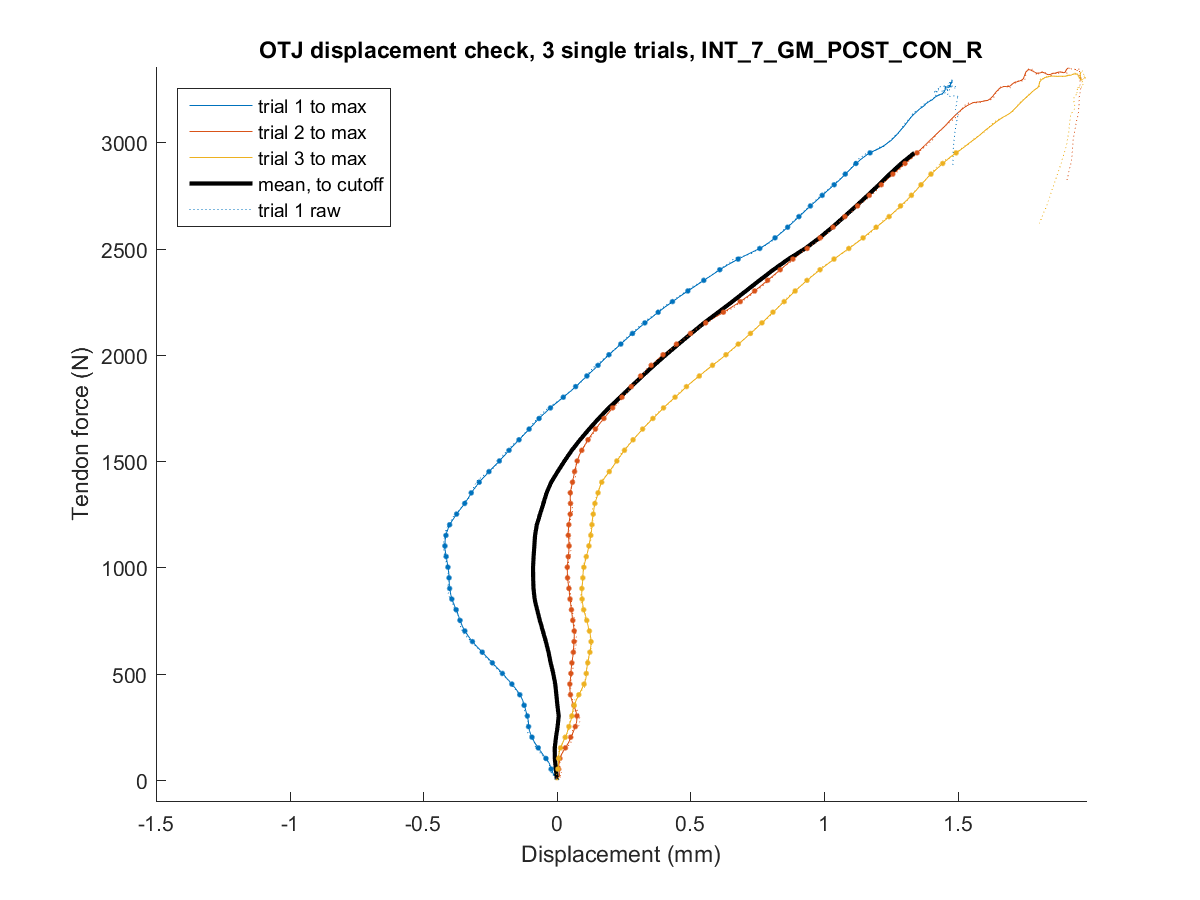 OTJ displacement check, 3 single trials, INT_7_GM_POST_CON_R
trial 1 to max
trial 2 to max
trial 3 to max
mean, to cutoff
trial 1 raw
3000
2500
2000
1500
1000
500
0
Tendon force (N)
-1.5 -1 -0.5 0 0.5 1 1.5
Displacement (mm)